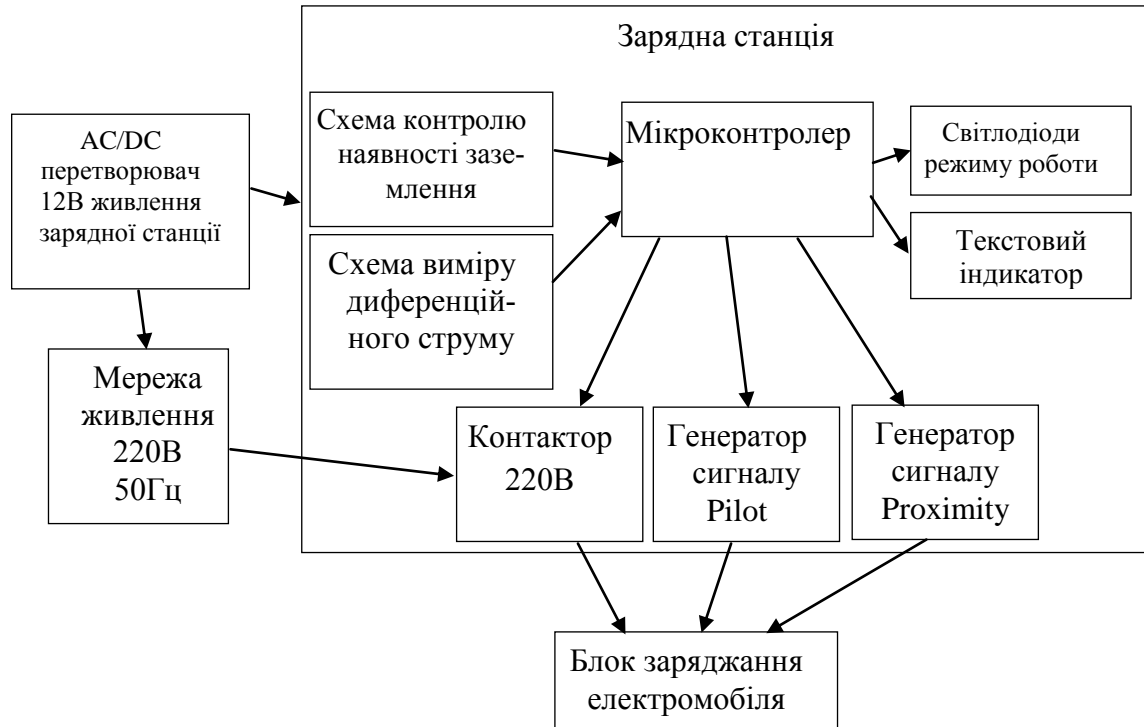 Зарядна станція
AC/DC
перетворювач
12В живлення
зарядної станції
Схема контролю
наявності зазе-
млення
Мікроконтролер
Світлодіоди
режиму роботи
Текстовий
індикатор
Схема виміру
диференцій-
ного струму
Мережа
живлення
220В
50Гц
Контактор
220В
Генератор
сигналу
Pilot
Генератор
сигналу
Proximity
Блок заряджання
електромобіля